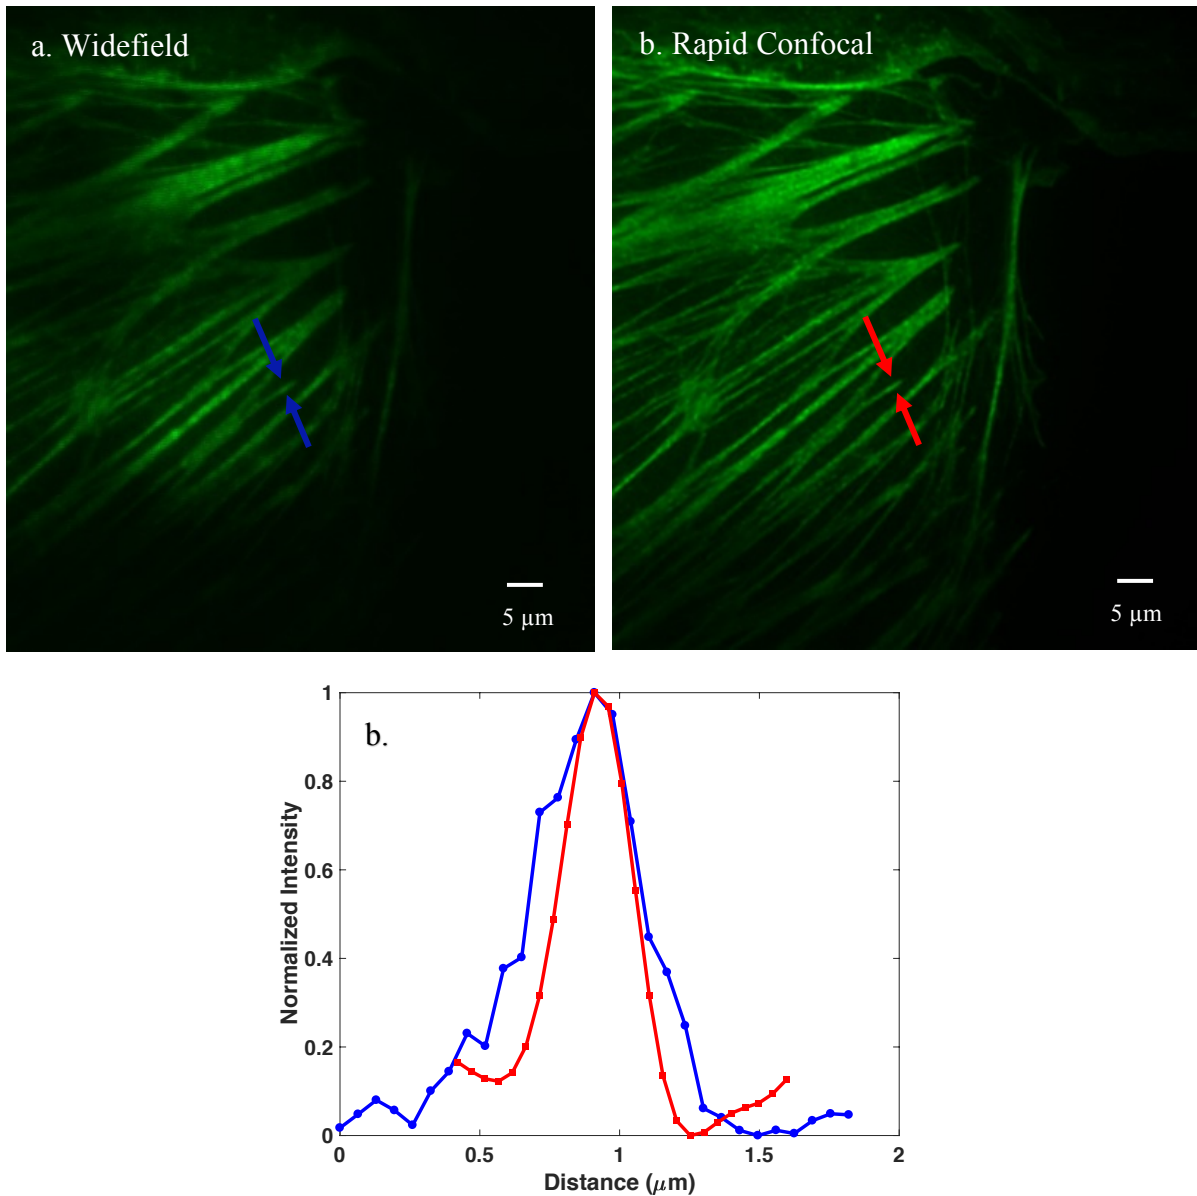 a. Widefield
b. Rapid Confocal
5 µm
5 µm
b.
1
0.8
0.6
0.4
0.2
0
Normalized Intensity
0 0.5 1 1.5 2
Distance (µm)